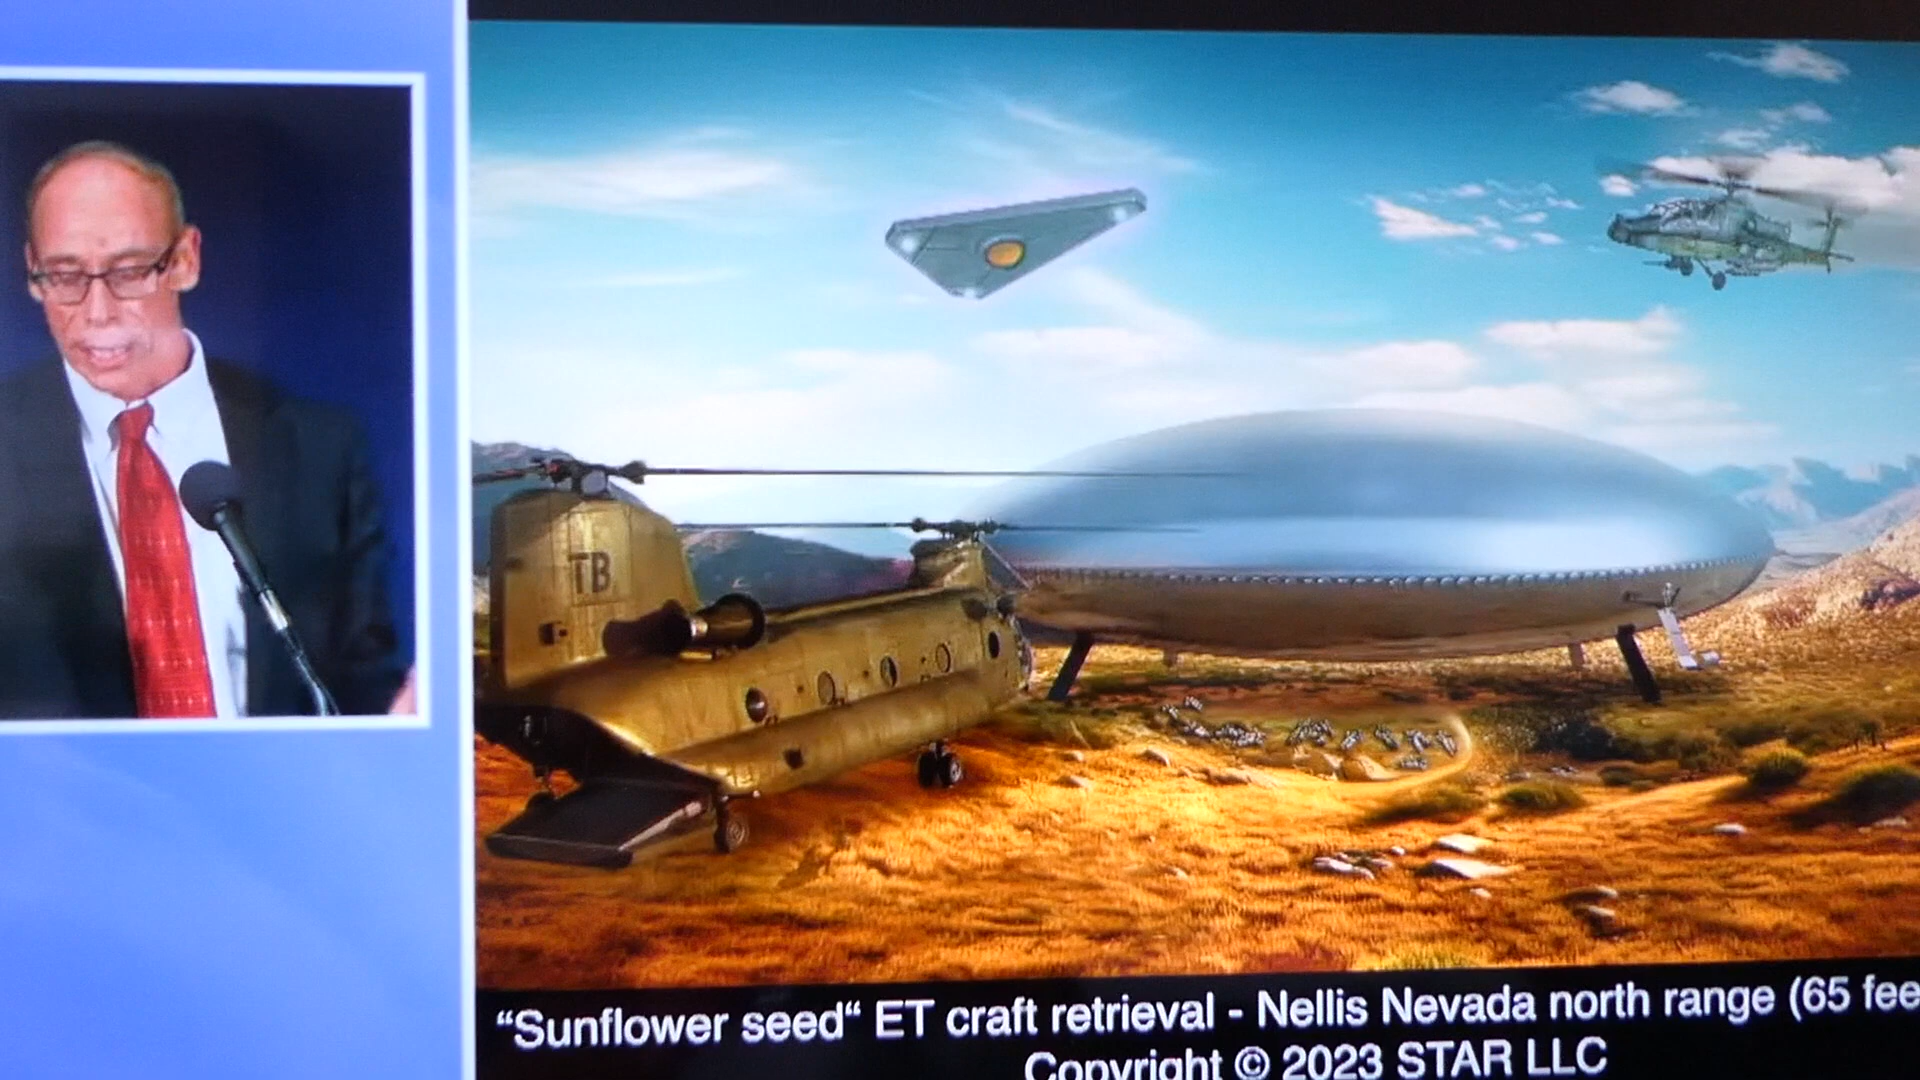 TB
“Sunflower seed“ ET craft retrieval - Nellis Nevada north range (65 fee
Copyright © 2023 STAR LLC